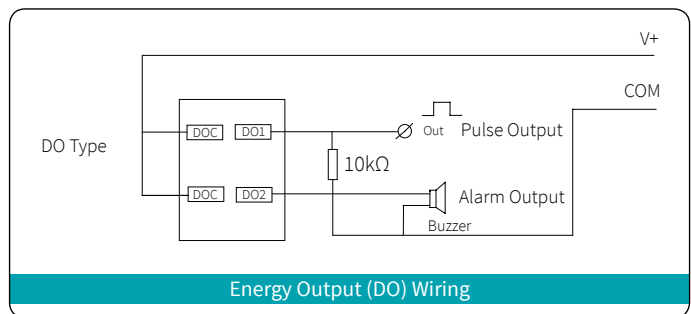 V+
COM
DO Type
DOC DO1 Out Pulse Output
10kΩ
DOC DO2 Alarm Output
Buzzer
Energy Output (DO) Wiring